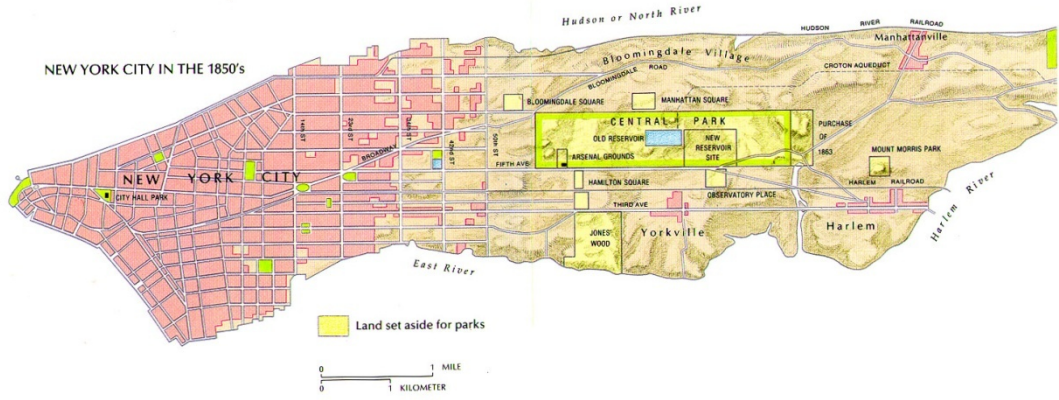 NEW YORK CITY IN THE 1850's
Hudson or North River
HUDSON RIVER RAILROAD
Manhattanville
Bloomingdale Village
CROTON AQUEDUCT
BLOOMINGDALE ROAD
BLOOMINGDALE SQUARE
MANHATTAN SQUARE
CENTRAL PARK
OLD RESERVOIR
NEW
RESERVOIR
SITE
PURCHASE
OF
1863
ARSENAL GROUNDS
MOUNT MORRIS PARK
14th ST
23rd ST
42nd ST
50th ST
BROADWAY
FIFTH AVE
NEW YORK CITY
CITY HALL PARK
HAMILTON SQUARE
OBSERVATORY PLACE
HARLEM RAILROAD
THIRD AVE
JONES'
WOOD
Yorkville
Harlem
Harlem River
East River
Land set aside for parks
0 1 MILE
0 1 KILOMETER